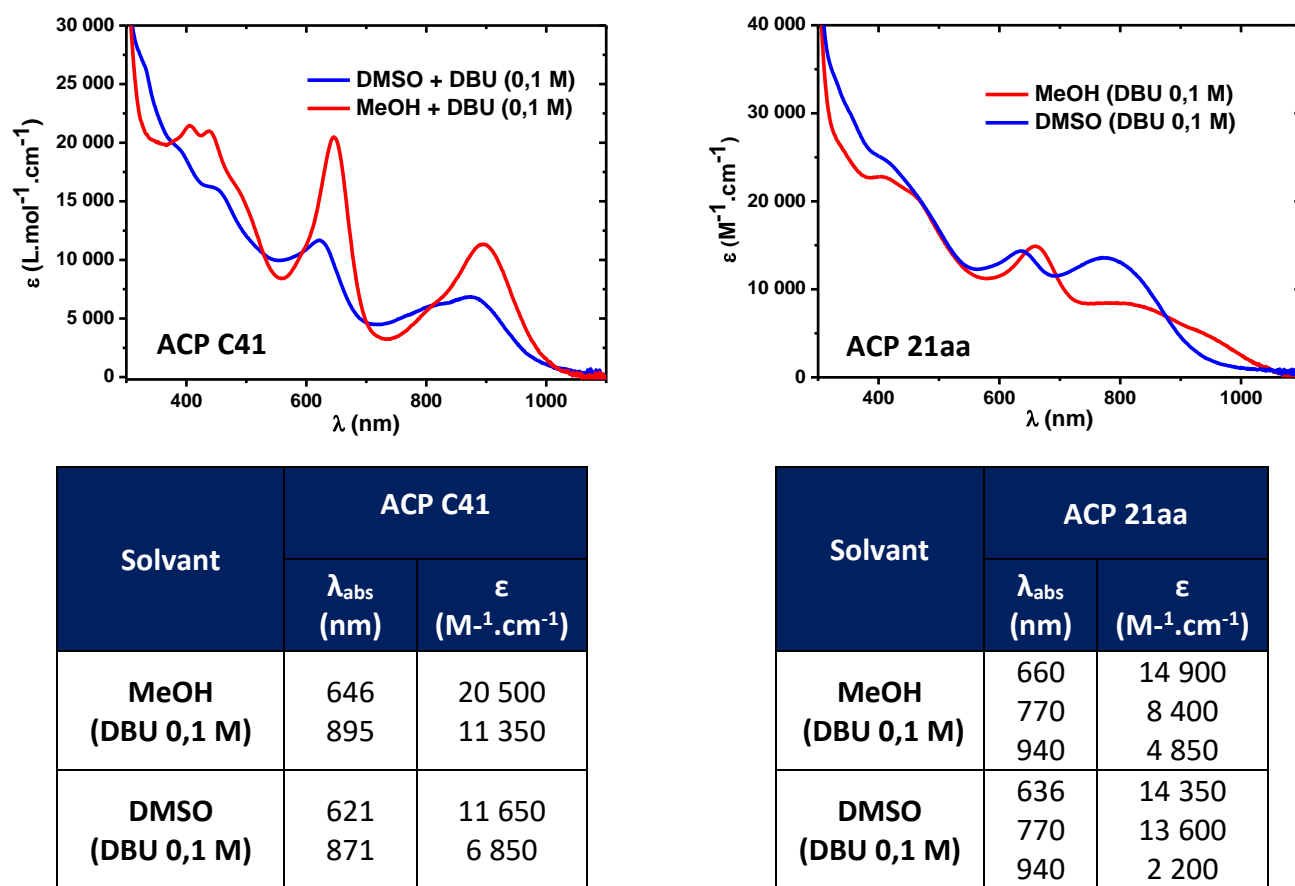 30 000
25 000
20 000
15 000
10 000
5 000
0
ε (L.mol⁻¹.cm⁻¹)
DMSO + DBU (0,1 M)
MeOH + DBU (0,1 M)
ACP C41
400 600 800 1000
λ (nm)
40 000
30 000
20 000
10 000
0
ε (M⁻¹.cm⁻¹)
MeOH (DBU 0,1 M)
DMSO (DBU 0,1 M)
ACP 21aa
400 600 800 1000
λ (nm)
Solvant
ACP C41
λabs
(nm)
ε
(M-¹.cm⁻¹)
MeOH
(DBU 0,1 M)
646 20 500
895 11 350
DMSO
(DBU 0,1 M)
621 11 650
871 6 850
Solvant
ACP 21aa
λabs
(nm)
ε
(M-¹.cm⁻¹)
MeOH
(DBU 0,1 M)
660 14 900
770 8 400
940 4 850
DMSO
(DBU 0,1 M)
636 14 350
770 13 600
940 2 200